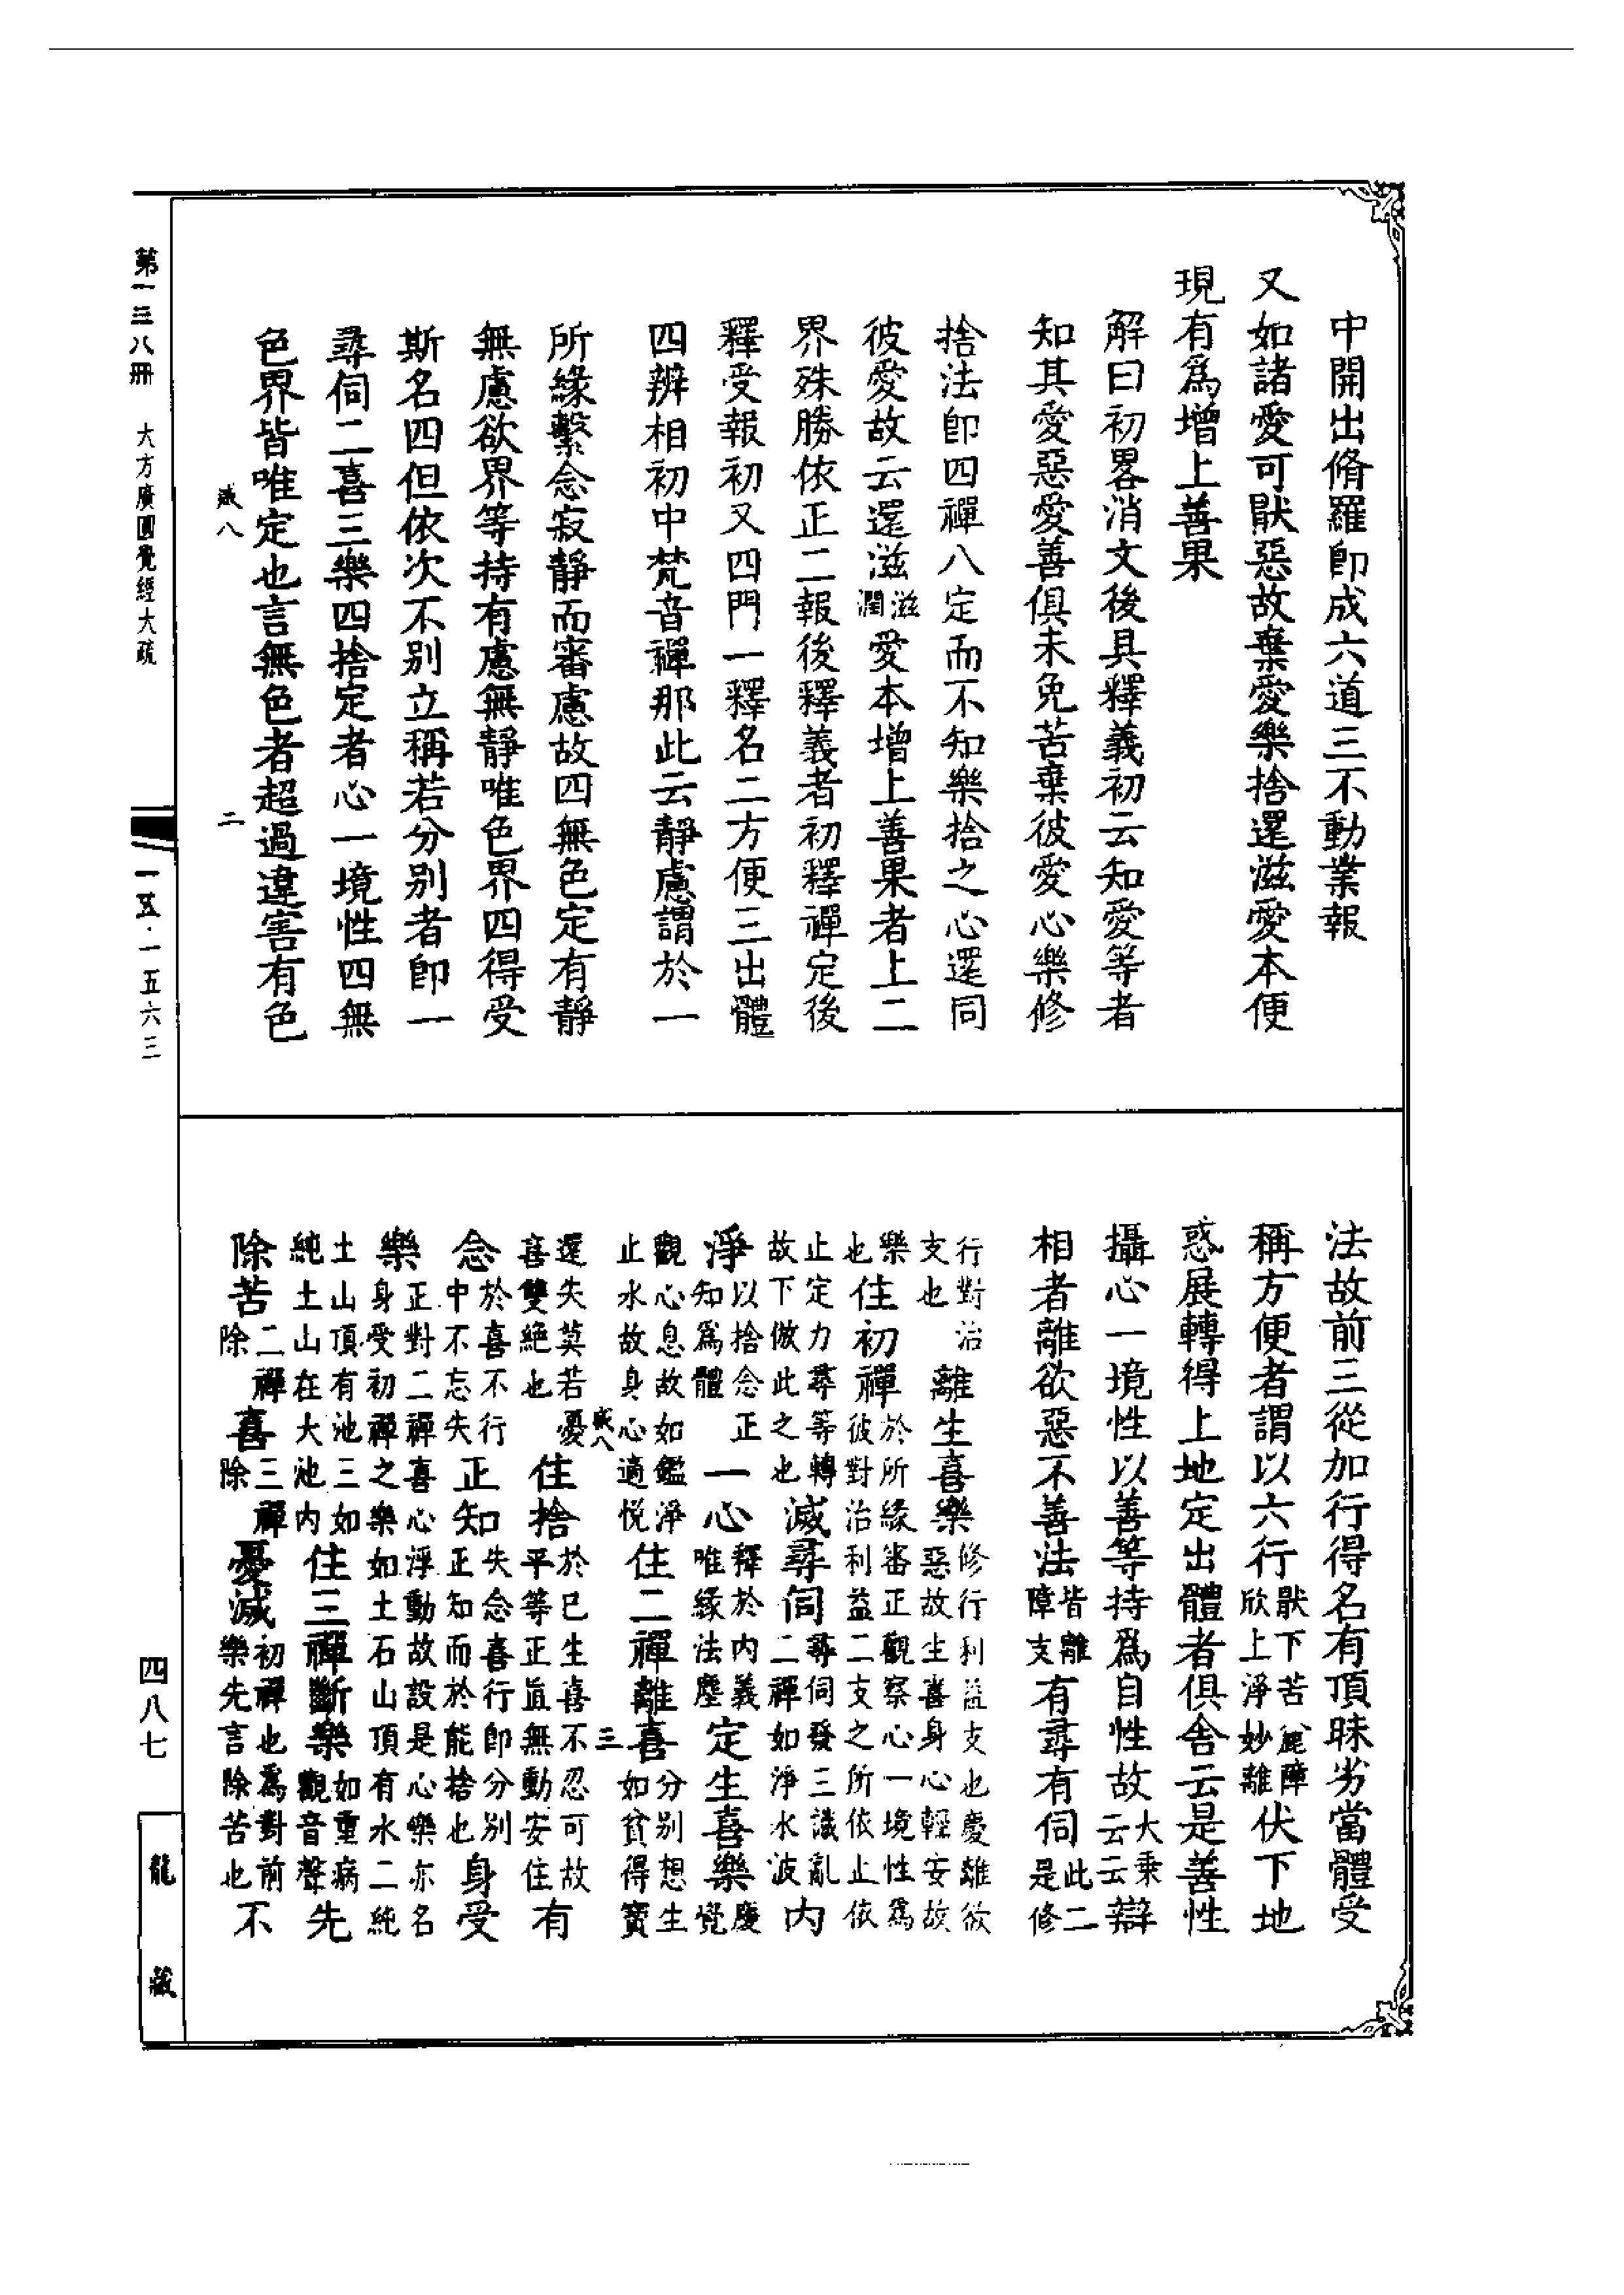 中開出脩羅卽成六道三不動業報
又如諸愛可猒惡故棄愛樂捨還滋愛本便
現有爲增上善果
解曰初畧消文後具釋義初云知愛等者
知其愛惡愛善俱未免苦棄彼愛心樂修
捨法卽四禪八定而不知樂捨之心還同
彼愛故云還滋滋潤愛本增上善果者上二
界殊勝依正二報後釋義者初釋禪定後
釋受報初又四門一釋名二方便三出體
四辨相初中梵音禪那此云靜慮謂於一
所緣繫念寂靜而審慮故四無色定有靜
無慮欲界等持有慮無靜唯色界四得受
斯名四但依次不別立稱若分別者卽一
尋伺二喜三樂四捨定者心一境性四無
色界皆唯定也言無色者超過違害有色
法故前三從加行得名有頂昧劣當體受
稱方便者謂以六行猒下苦麁障欣上淨妙離伏下地
惑展轉得上地定出體者俱舍云是善性
攝心一境性以善等持爲自性故大乘云云辯
相者離欲惡不善法皆離障支有尋有伺此二是修
行對治支也離生喜樂修行利益支也慶離欲惡故生喜身心輕安故
樂也住初禪於所緣審正觀察心一境性爲彼對治利益二支之所依止依
止定力尋等轉故下倣此之也滅尋伺尋伺發三識亂二禪如淨水波內
淨以捨念正知爲體一心釋於內義唯緣法塵定生喜樂慶覺
觀心息故如鑑淨止水故身心適悅住二禪離喜分別想生如貧得寶
還失莫若憂喜雙絕也住捨於已生喜不忍可故平等正直無動安住有
念於喜不行中不忘失正知失念喜行卽分別正知而於能捨也身受
樂正對二禪喜心浮動故設是心樂亦名身受初禪之樂如土石山頂有水二純
土山頂有池三如純土山在大池內住三禪斷樂如重病觀音聲先
除苦二禪除喜三禪除憂滅初禪也爲對前樂先言除苦也不
第一三八冊
大方廣圓覺經大疏
一五·一五六三
四八七
龍藏
臧八
二
臧八
三